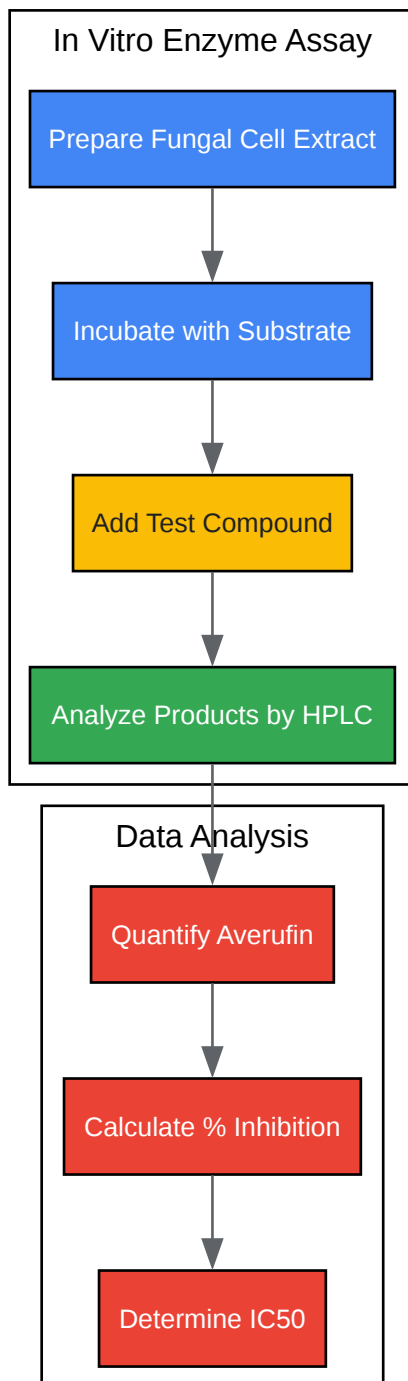 In Vitro Enzyme Assay
Prepare Fungal Cell Extract
Incubate with Substrate
Add Test Compound
Analyze Products by HPLC
Data Analysis
Quantify Averufin
Calculate % Inhibition
Determine IC50